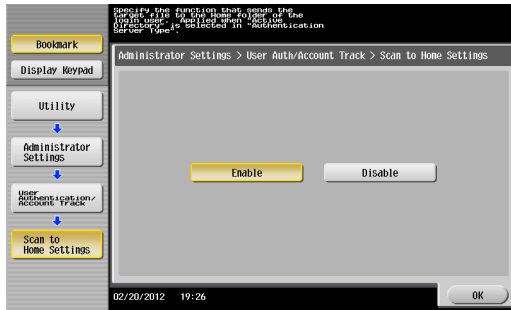 Specify the function that sends the
target file to the Home folder of the
login user. Applied when "Active
Directory" is selected in "Authentication
Server Type".
Bookmark
Display Keypad
Utility
Administrator
Settings
User
Authentication/
Account Track
Scan to
Home Settings
Administrator Settings > User Auth/Account Track > Scan to Home Settings
Enable
Disable
02/20/2012 19:26
OK